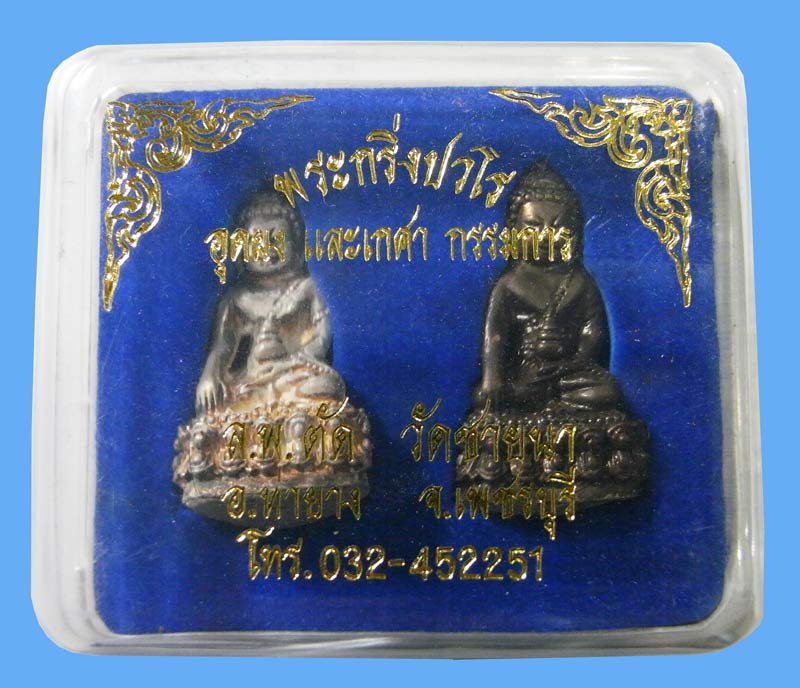 พระกริ่งปวโร
อุดผง และเกศา กรรมการ
ล.พ.ตัด วัดชายนา
อ.ท่ายาง จ.เพชรบุรี
โทร.032-452251